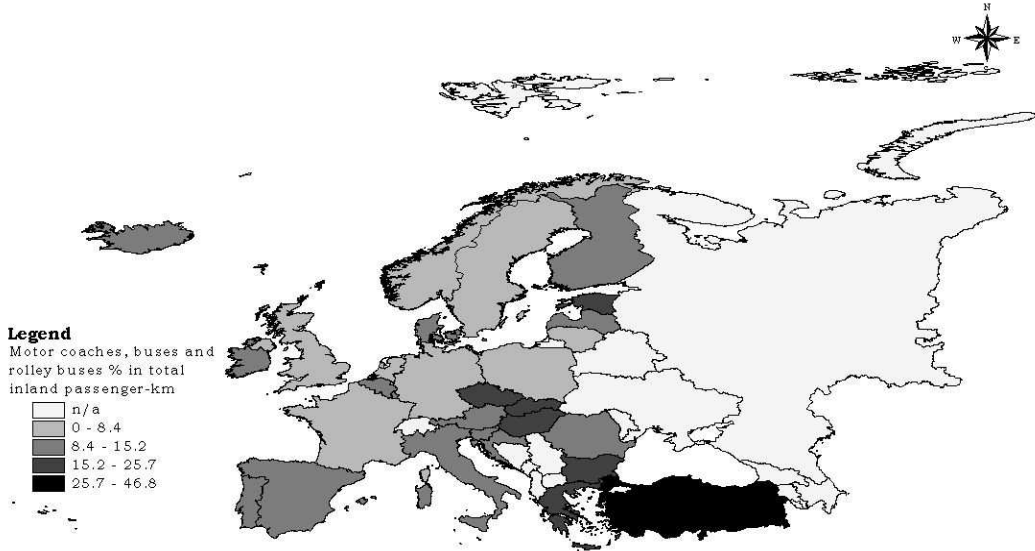 N
W E
S
Legend
Motor coaches, buses and
rolley buses % in total
inland passenger-km
n/a
0 - 8.4
8.4 - 15.2
15.2 - 25.7
25.7 - 46.8